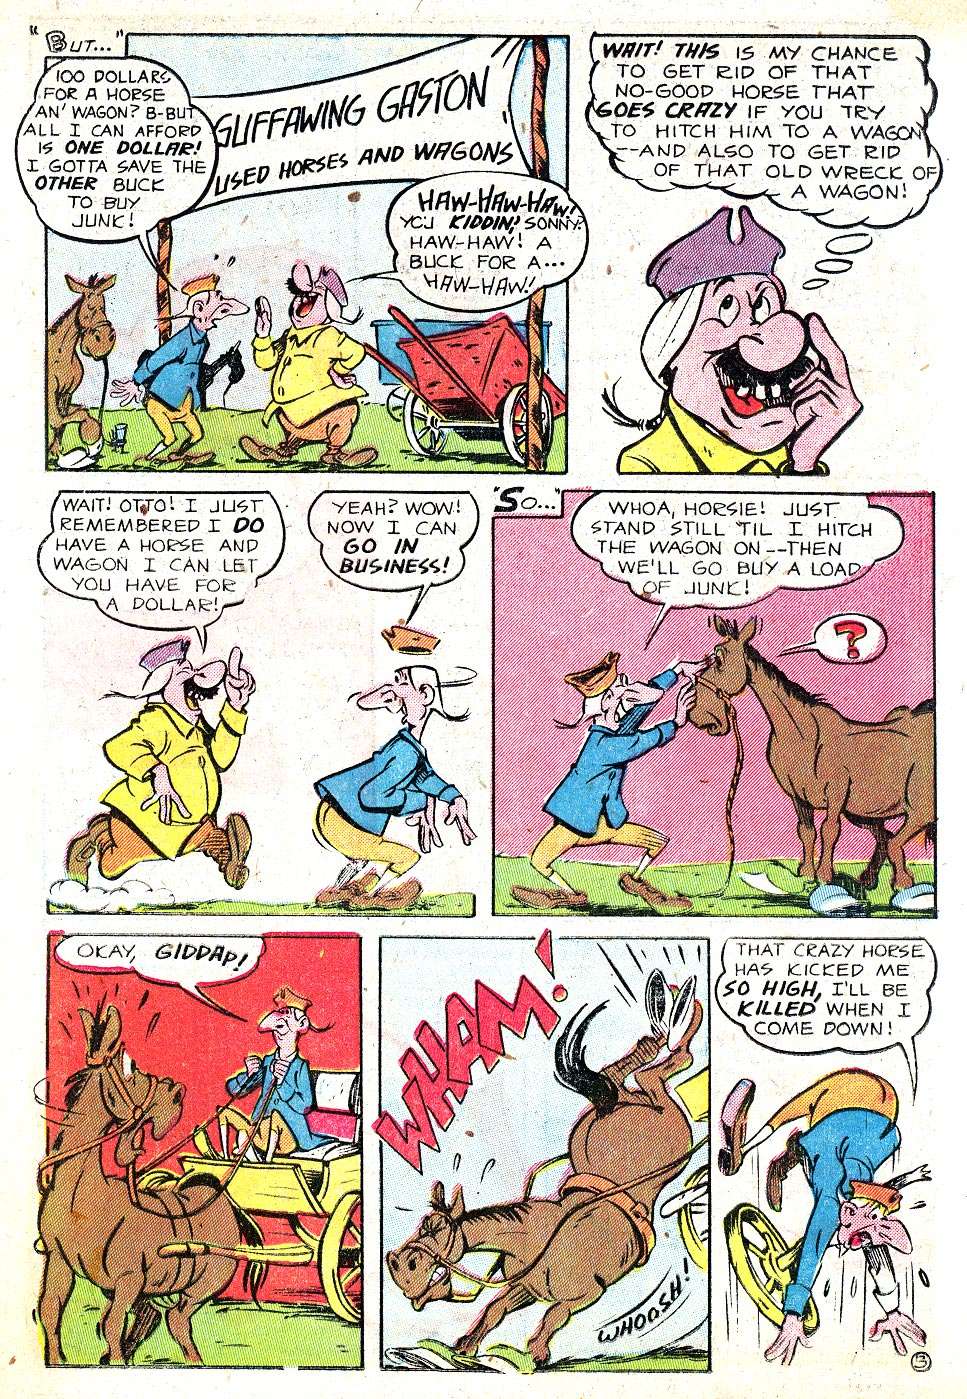 "BUT..."
100 DOLLARS
FOR A HORSE
AN' WAGON? B-BUT
ALL I CAN AFFORD
IS ONE DOLLAR!
I GOTTA SAVE THE
OTHER BUCK
TO BUY
JUNK!
GUFFAWING GASTON
USED HORSES AND WAGONS
HAW-HAW-HAW!
YOU KIDDIN', SONNY?
HAW-HAW! A
BUCK FOR A...
HAW-HAW!
WAIT! THIS IS MY CHANCE
TO GET RID OF THAT
NO-GOOD HORSE THAT
GOES CRAZY IF YOU TRY
TO HITCH HIM TO A WAGON
--AND ALSO TO GET RID
OF THAT OLD WRECK OF
A WAGON!
WAIT! OTTO! I JUST
REMEMBERED I DO
HAVE A HORSE AND
WAGON I CAN LET
YOU HAVE FOR
A DOLLAR!
YEAH? WOW!
NOW I CAN
GO IN
BUSINESS!
"SO..."
WHOA, HORSIE! JUST
STAND STILL 'TIL I HITCH
THE WAGON ON--THEN
WE'LL GO BUY A LOAD
OF JUNK!
?
OKAY, GIDDAP!
WHAM!
WHOOSH!
THAT CRAZY HORSE
HAS KICKED ME
SO HIGH, I'LL BE
KILLED WHEN I
COME DOWN!
3